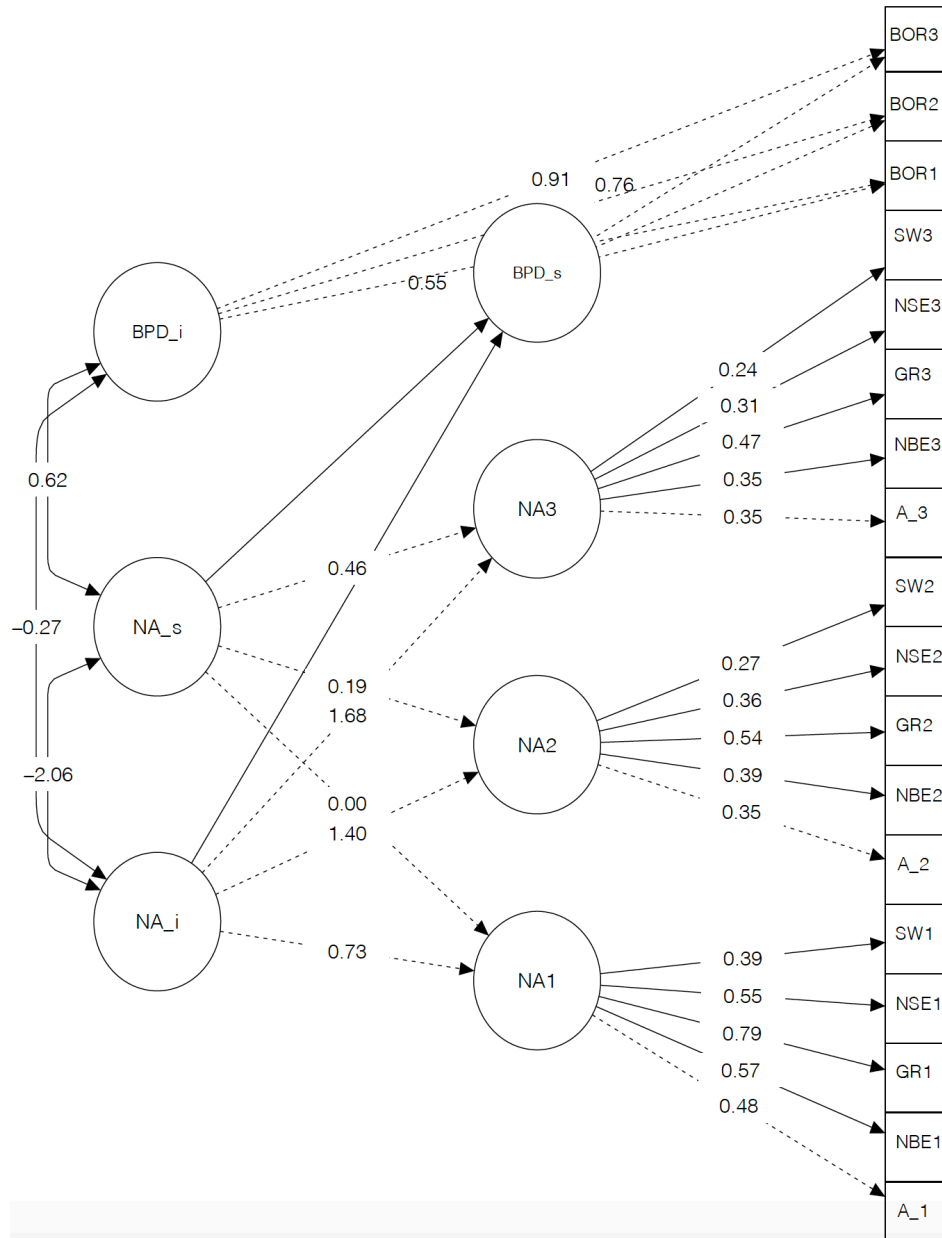 BOR3
BOR2
BOR1
SW3
NSE3
GR3
NBE3
A_3
SW2
NSE2
GR2
NBE2
A_2
SW1
NSE1
GR1
NBE1
A_1
0.91
0.76
0.55
BPD_s
BPD_i
0.24
0.31
0.47
0.35
0.35
NA3
0.62
0.46
NA_s
−0.27
0.19
1.68
0.27
0.36
0.54
0.39
0.35
NA2
−2.06
0.00
1.40
NA_i
0.73
NA1
0.39
0.55
0.79
0.57
0.48